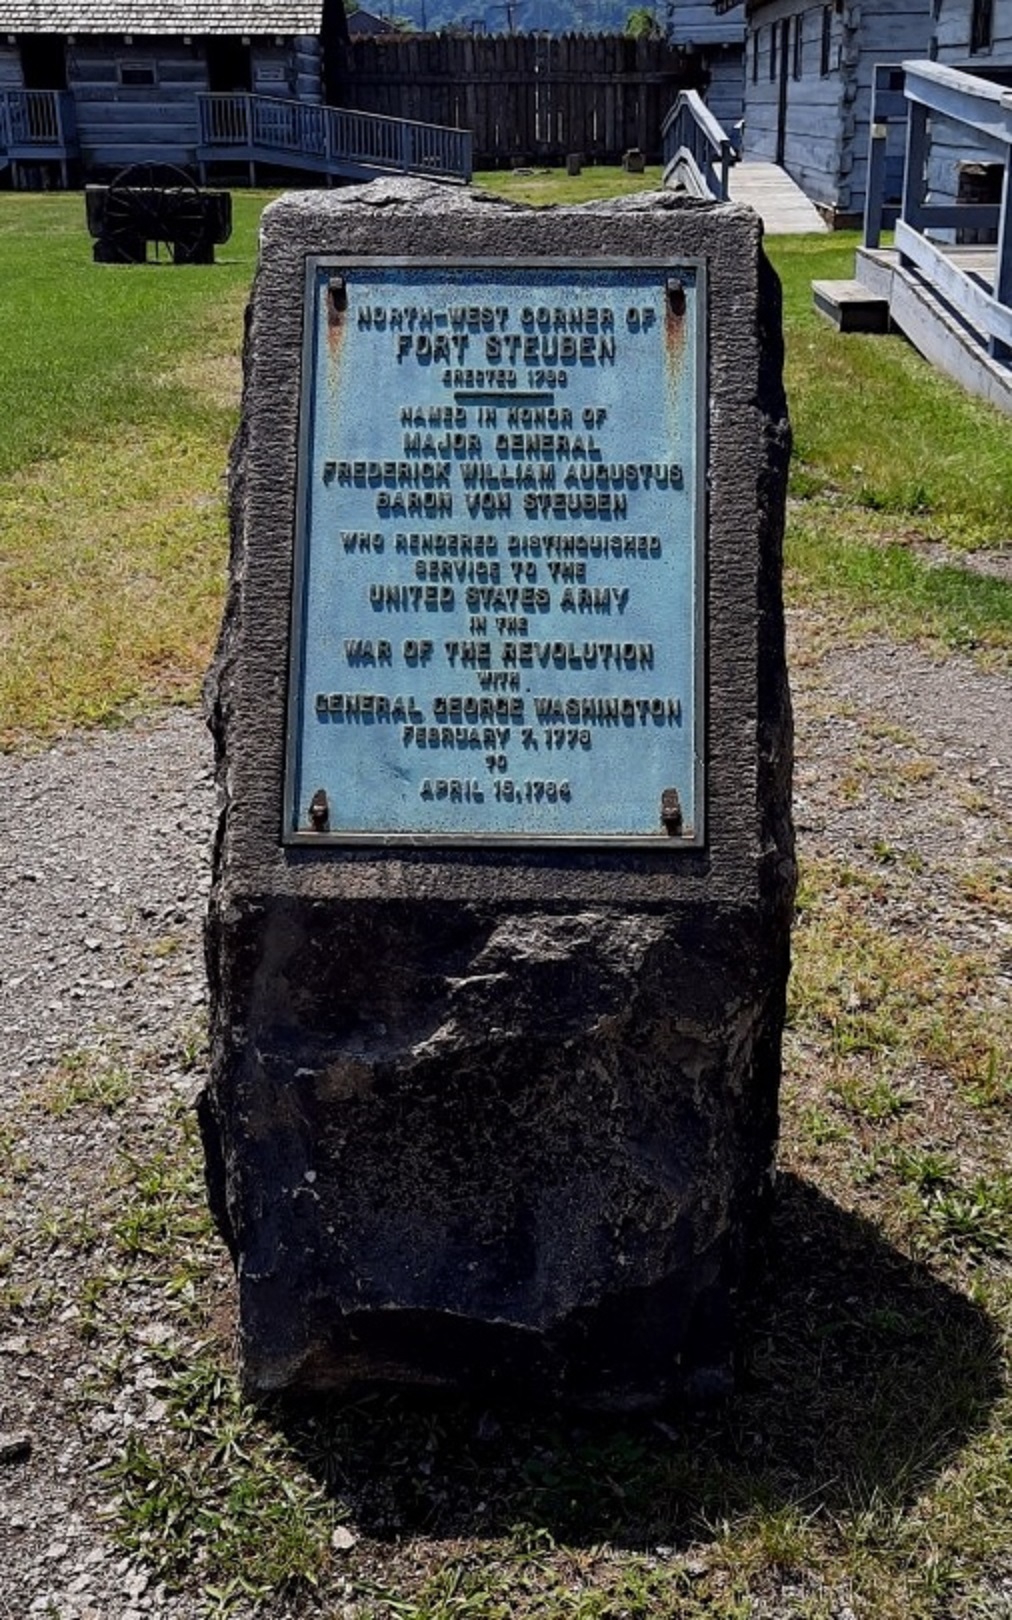 NORTH-WEST CORNER OF
FORT STEUBEN
ERECTED 1786
NAMED IN HONOR OF
MAJOR GENERAL
FREDERICK WILLIAM AUGUSTUS
BARON VON STEUBEN
WHO RENDERED DISTINGUISHED
SERVICE TO THE
UNITED STATES ARMY
IN THE
WAR OF THE REVOLUTION
WITH
GENERAL GEORGE WASHINGTON
FEBRUARY 7, 1778
TO
APRIL 15, 1784